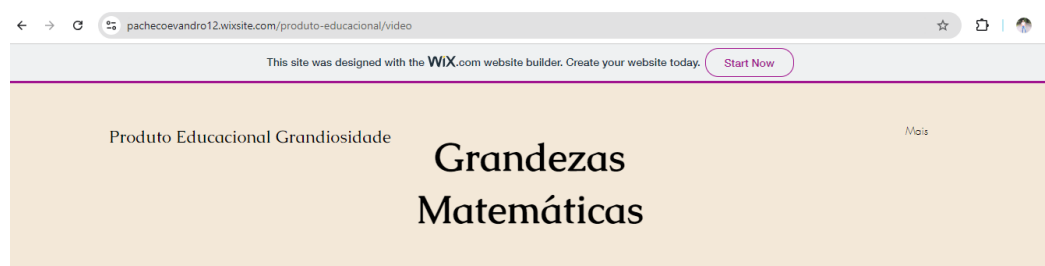 pachecoevandro12.wixsite.com/produto-educacional/video
This site was designed with the WiX.com website builder. Create your website today. Start Now
Produto Educacional Grandiosidade
Mais
Grandezas
Matemáticas